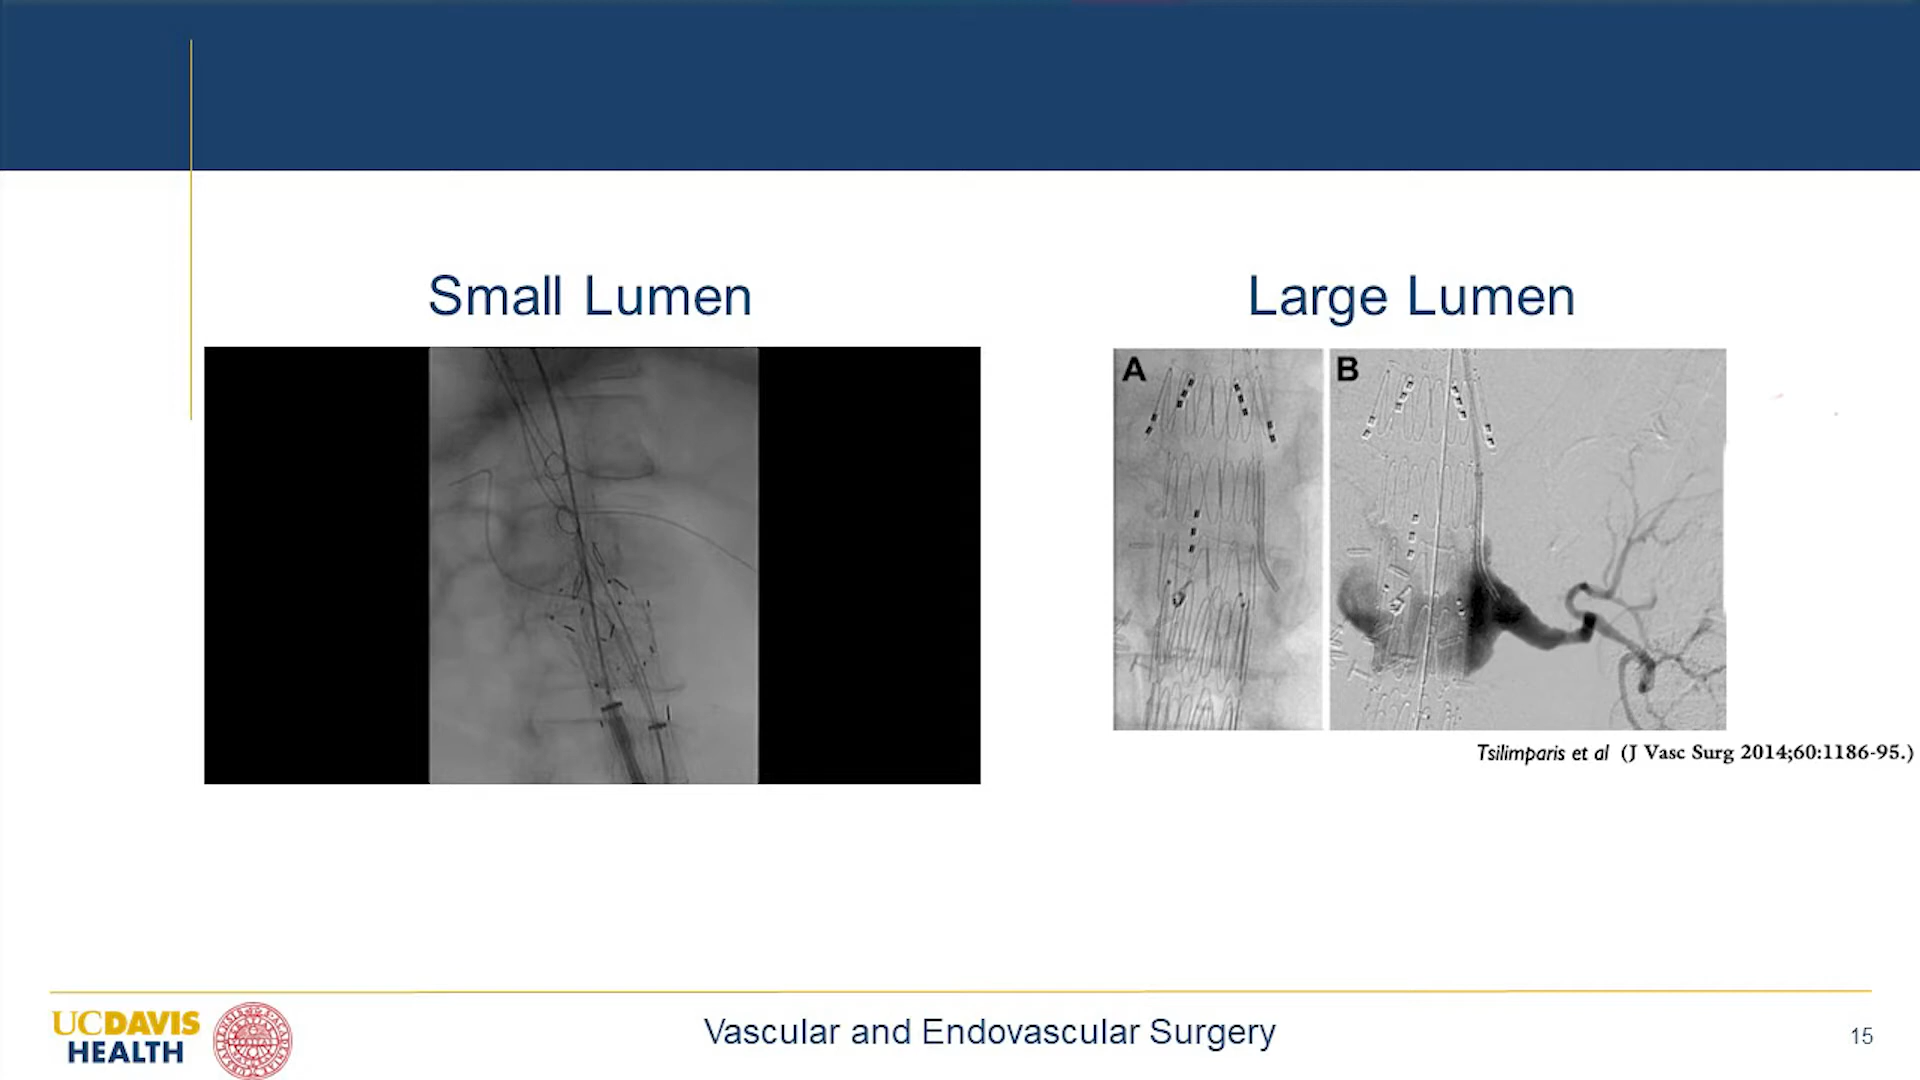 Small Lumen
Large Lumen
A
B
Tsilimparis et al (J Vasc Surg 2014;60:1186-95.)
UCDAVIS
HEALTH
Vascular and Endovascular Surgery
15